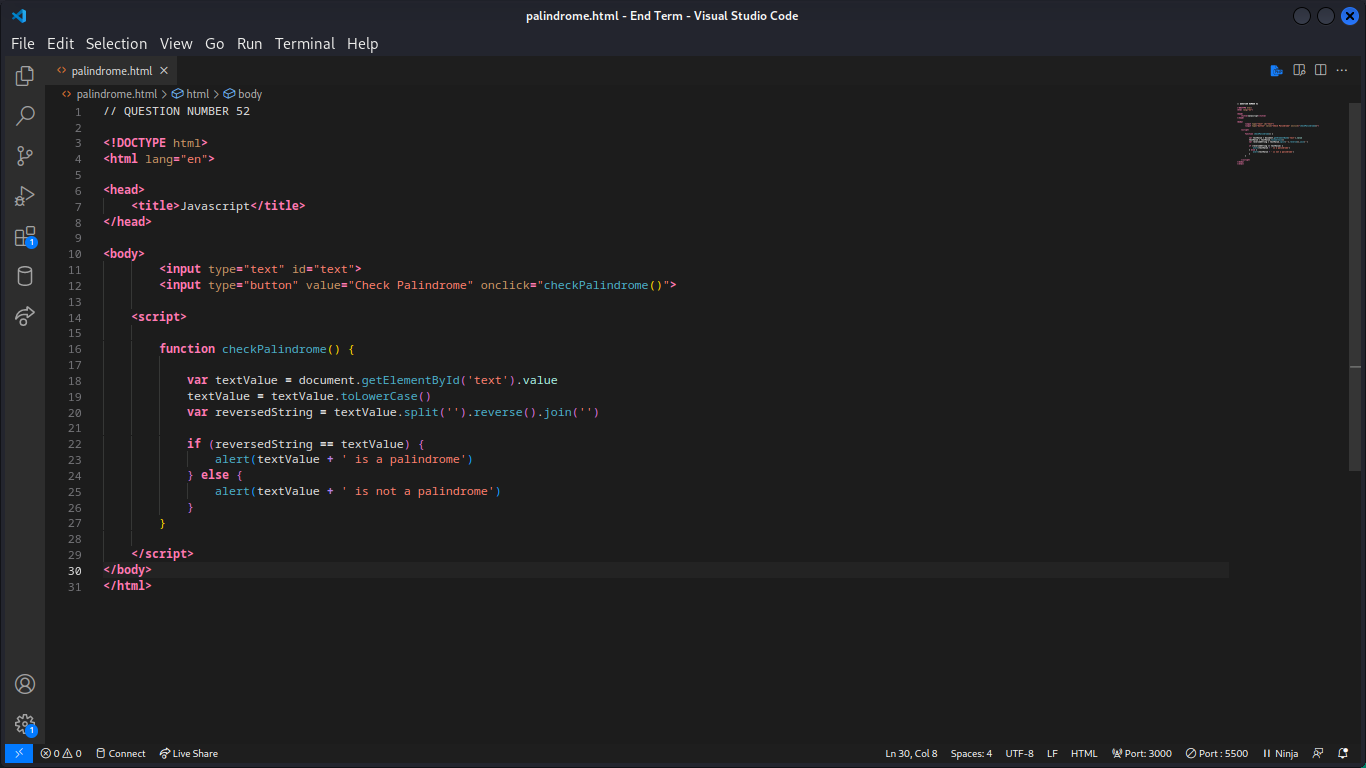 palindrome.html - End Term - Visual Studio Code
File Edit Selection View Go Run Terminal Help
palindrome.html
palindrome.html > html > body
1 // QUESTION NUMBER 52
2
3 <!DOCTYPE html>
4 <html lang="en">
5
6 <head>
7     <title>Javascript</title>
8 </head>
9
10 <body>
11         <input type="text" id="text">
12         <input type="button" value="Check Palindrome" onclick="checkPalindrome()">
13
14     <script>
15
16         function checkPalindrome() {
17
18             var textValue = document.getElementById('text').value
19             textValue = textValue.toLowerCase()
20             var reversedString = textValue.split('').reverse().join('')
21
22             if (reversedString == textValue) {
23                 alert(textValue + ' is a palindrome')
24             } else {
25                 alert(textValue + ' is not a palindrome')
26             }
27         }
28
29     </script>
30 </body>
31 </html>
1
1
0 0 Connect Live Share Ln 30, Col 8 Spaces: 4 UTF-8 LF HTML Port: 3000 Port : 5500 Ninja